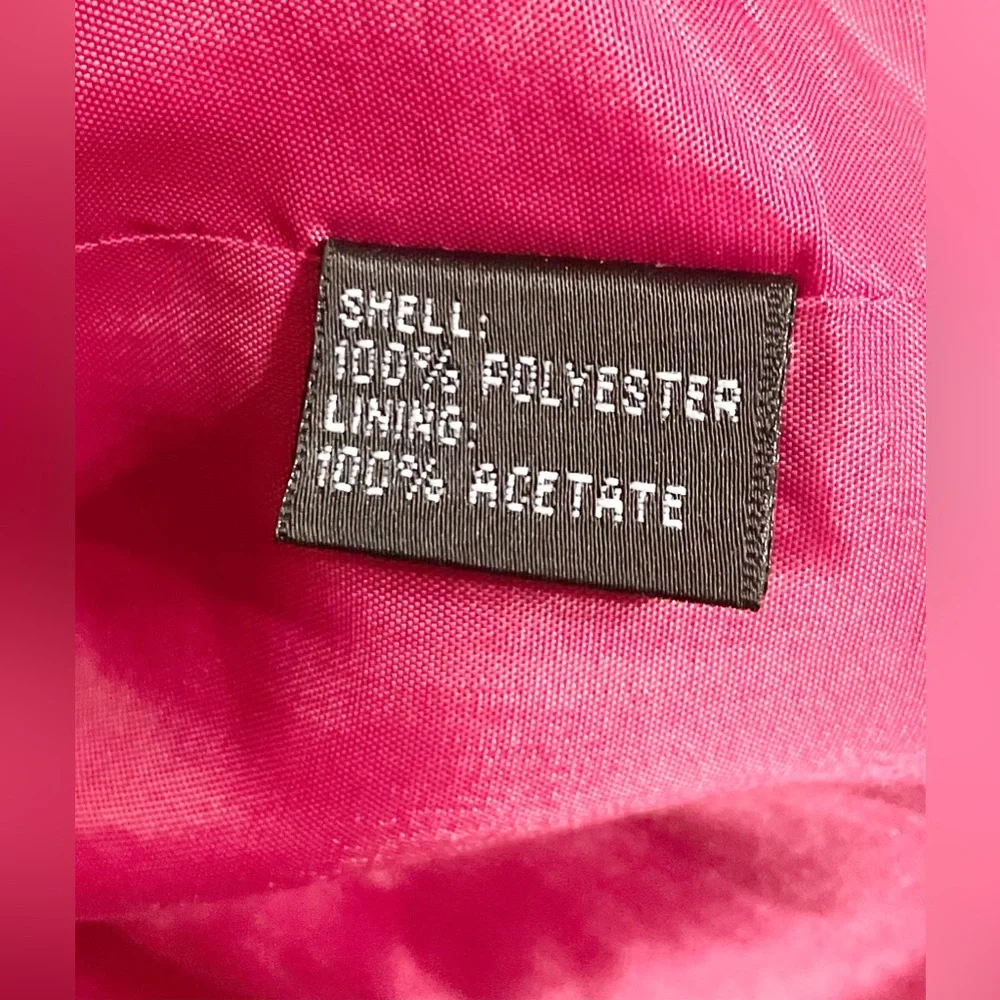 SHELL:
100% POLYESTER
LINING:
100% ACETATE